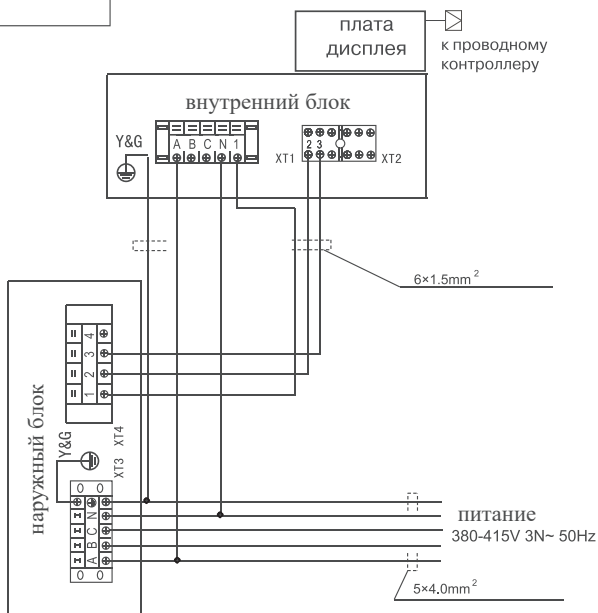 плата
дисплея
к проводному
контроллеру
внутренний блок
Y&G
A B C N 1
2 3
XT1
XT2
6×1.5mm²
наружный блок
1 2 3 4
XT4
Y&G
XT3
A B C N
питание
380-415V 3N~ 50Hz
5×4.0mm²